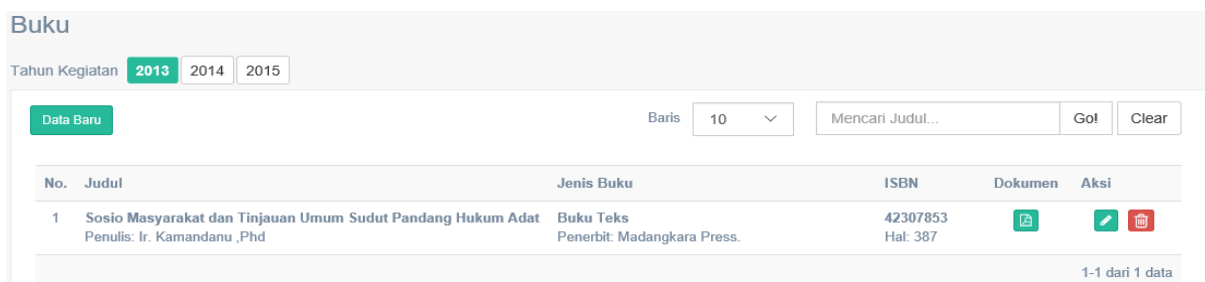 Buku
Tahun Kegiatan 2013 2014 2015
Data Baru Baris 10 Mencari Judul... Go! Clear
No. Judul Jenis Buku ISBN Dokumen Aksi
1 Sosio Masyarakat dan Tinjauan Umum Sudut Pandang Hukum Adat Buku Teks 42307853
Penulis: Ir. Kamandanu ,Phd Penerbit: Madangkara Press. Hal: 387
1-1 dari 1 data